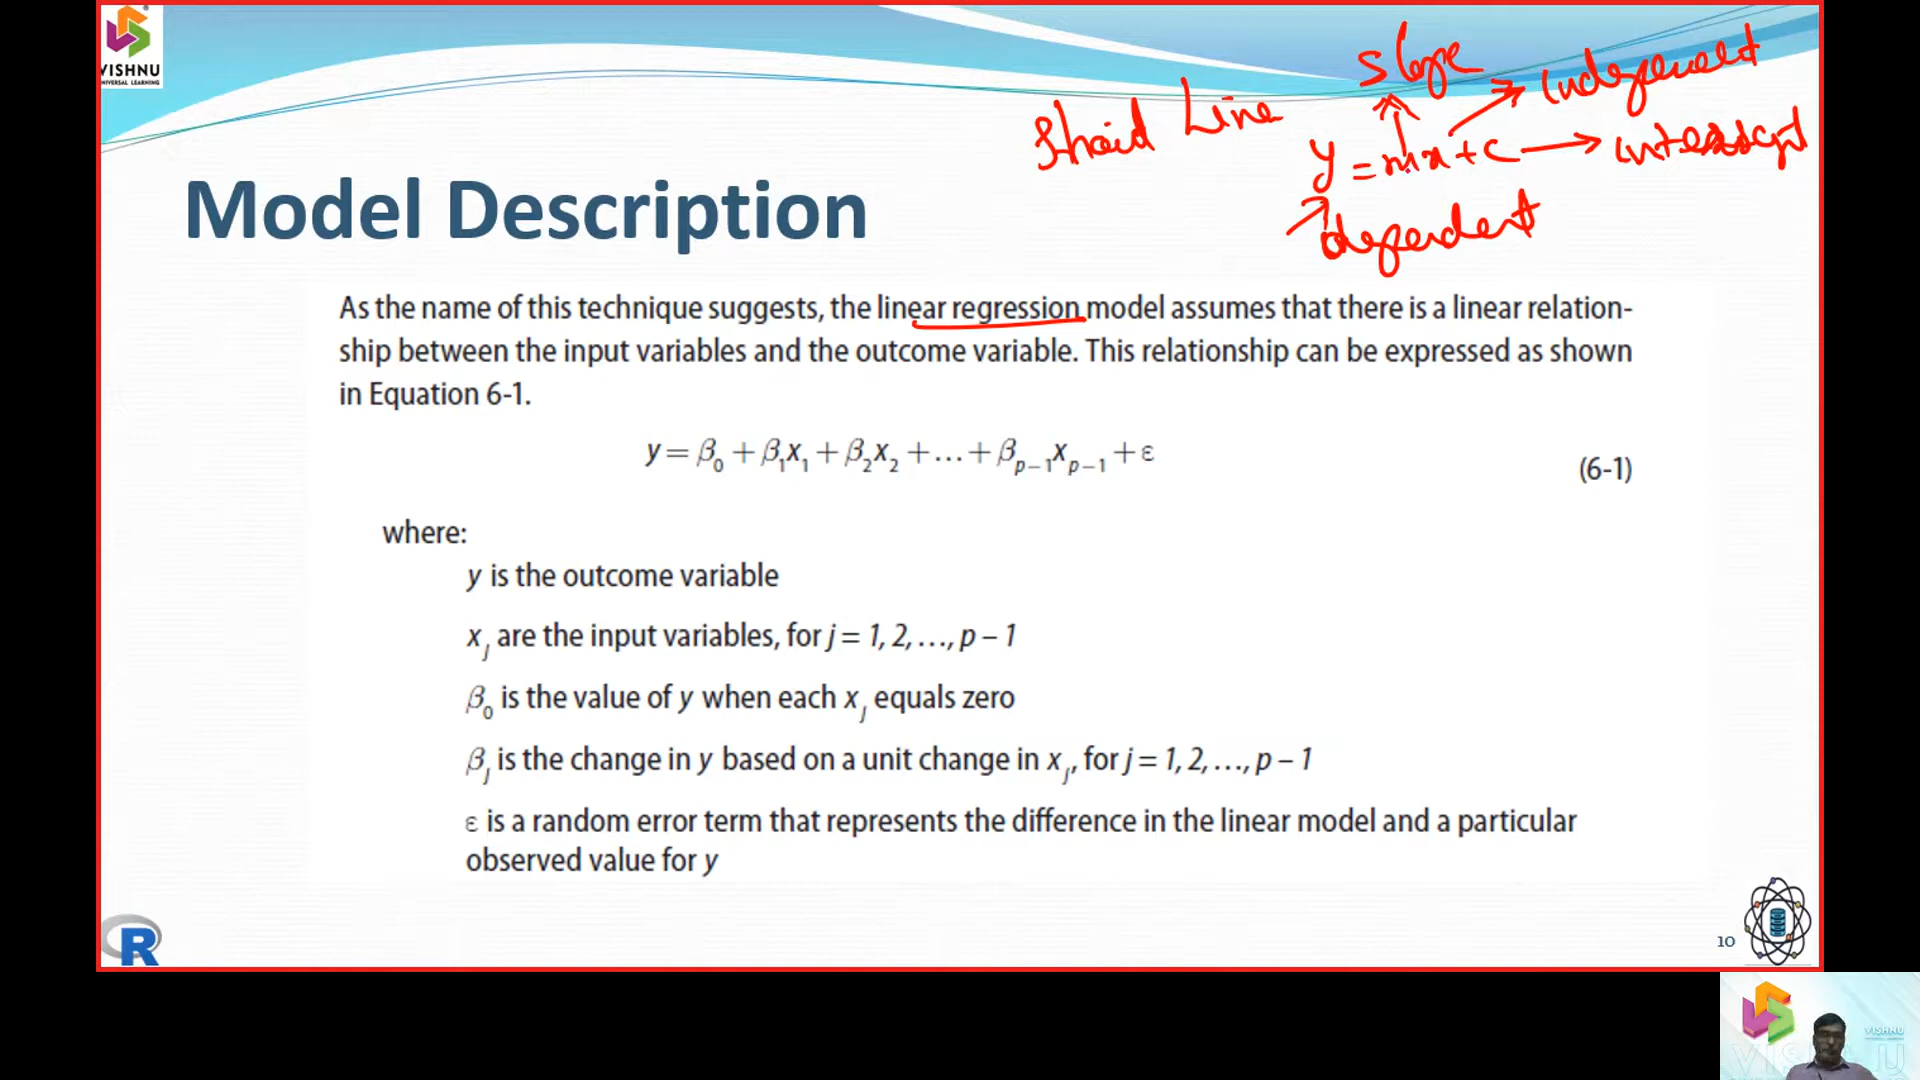 VISHNU
UNIVERSAL LEARNING
slope
independent
Line
y = mx + c
dependent
Model Description
As the name of this technique suggests, the linear regression model assumes that there is a linear relation-
ship between the input variables and the outcome variable. This relationship can be expressed as shown
in Equation 6-1.
y = β₀ + β₁x₁ + β₂x₂ + … + βₚ₋₁xₚ₋₁ + ε
(6-1)
where:
y is the outcome variable
xⱼ are the input variables, for j = 1, 2, …, p – 1
β₀ is the value of y when each xⱼ equals zero
βⱼ is the change in y based on a unit change in xⱼ, for j = 1, 2, …, p – 1
ε is a random error term that represents the difference in the linear model and a particular
observed value for y
R
10
VISHNU